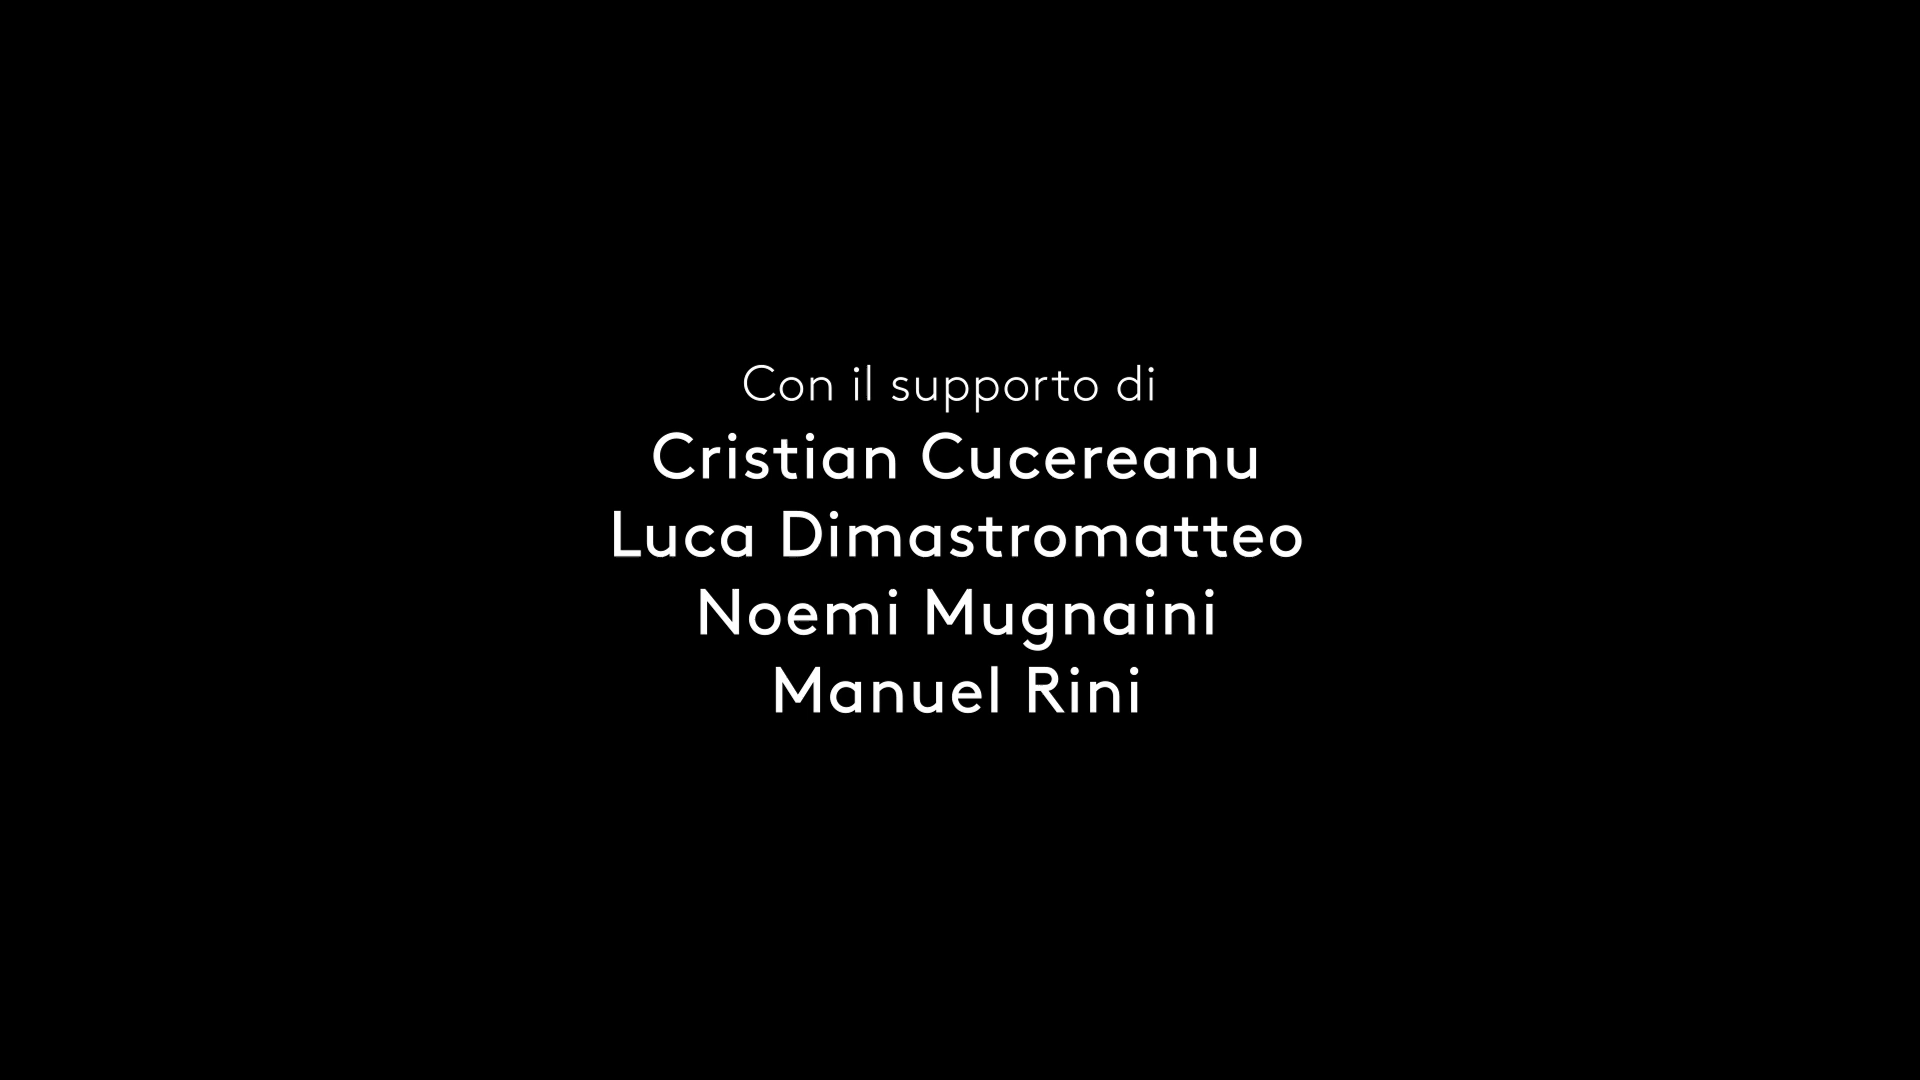 Con il supporto di
Cristian Cucereanu
Luca Dimastromatteo
Noemi Mugnaini
Manuel Rini